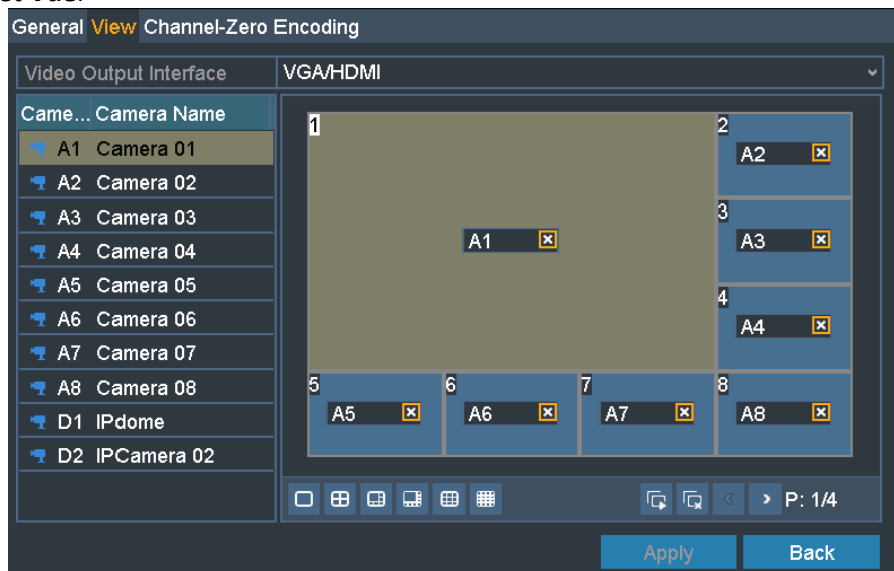 General View Channel-Zero Encoding
Video Output Interface VGA/HDMI
Came... Camera Name
A1 Camera 01
A2 Camera 02
A3 Camera 03
A4 Camera 04
A5 Camera 05
A6 Camera 06
A7 Camera 07
A8 Camera 08
D1 IPdome
D2 IPCamera 02
1
A1
2
A2
3
A3
4
A4
5
A5
6
A6
7
A7
8
A8
P: 1/4
Apply Back